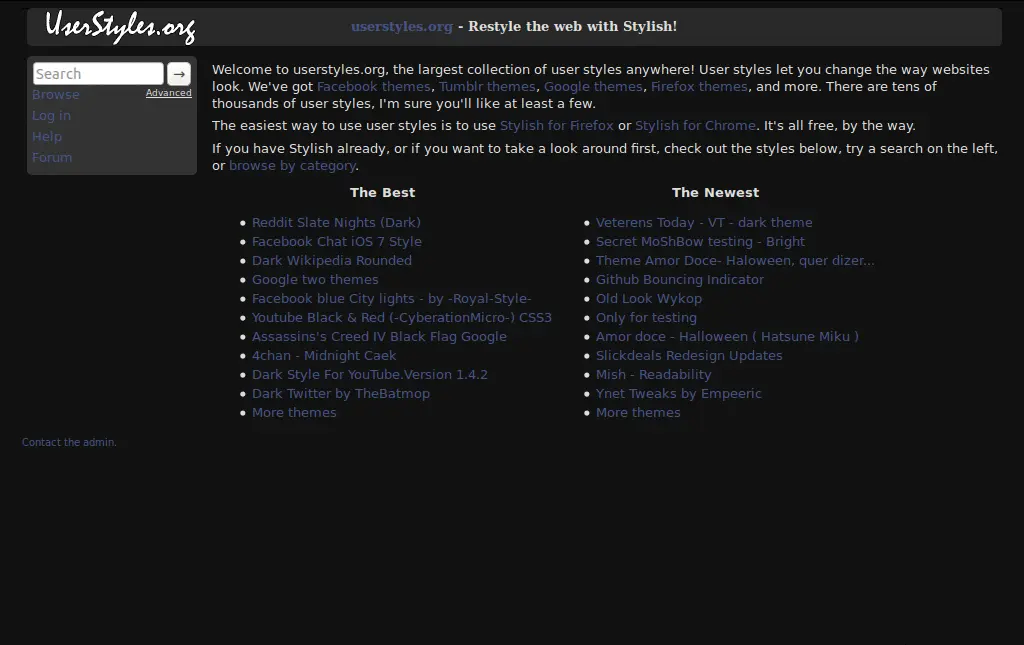 UserStyles.org
userstyles.org - Restyle the web with Stylish!
Search →
Browse Advanced
Log in
Help
Forum
Welcome to userstyles.org, the largest collection of user styles anywhere! User styles let you change the way websites
look. We've got Facebook themes, Tumblr themes, Google themes, Firefox themes, and more. There are tens of
thousands of user styles, I'm sure you'll like at least a few.
The easiest way to use user styles is to use Stylish for Firefox or Stylish for Chrome. It's all free, by the way.
If you have Stylish already, or if you want to take a look around first, check out the styles below, try a search on the left,
or browse by category.
The Best
Reddit Slate Nights (Dark)
Facebook Chat iOS 7 Style
Dark Wikipedia Rounded
Google two themes
Facebook blue City lights - by -Royal-Style-
Youtube Black & Red (-CyberationMicro-) CSS3
Assassins's Creed IV Black Flag Google
4chan - Midnight Caek
Dark Style For YouTube.Version 1.4.2
Dark Twitter by TheBatmop
More themes
The Newest
Veterens Today - VT - dark theme
Secret MoShBow testing - Bright
Theme Amor Doce- Haloween, quer dizer...
Github Bouncing Indicator
Old Look Wykop
Only for testing
Amor doce - Halloween ( Hatsune Miku )
Slickdeals Redesign Updates
Mish - Readability
Ynet Tweaks by Empeeric
More themes
Contact the admin.